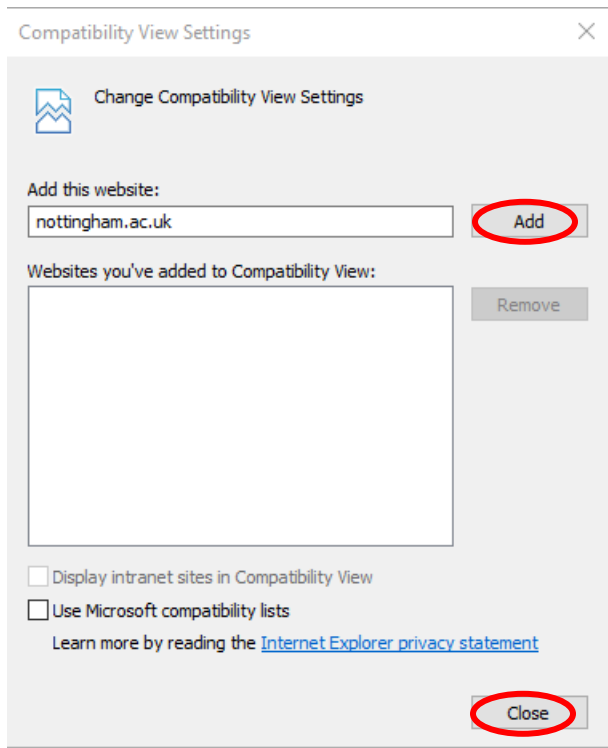 Compatibility View Settings
Change Compatibility View Settings
Add this website:
nottingham.ac.uk
Add
Websites you've added to Compatibility View:
Remove
Display intranet sites in Compatibility View
Use Microsoft compatibility lists
Learn more by reading the Internet Explorer privacy statement
Close